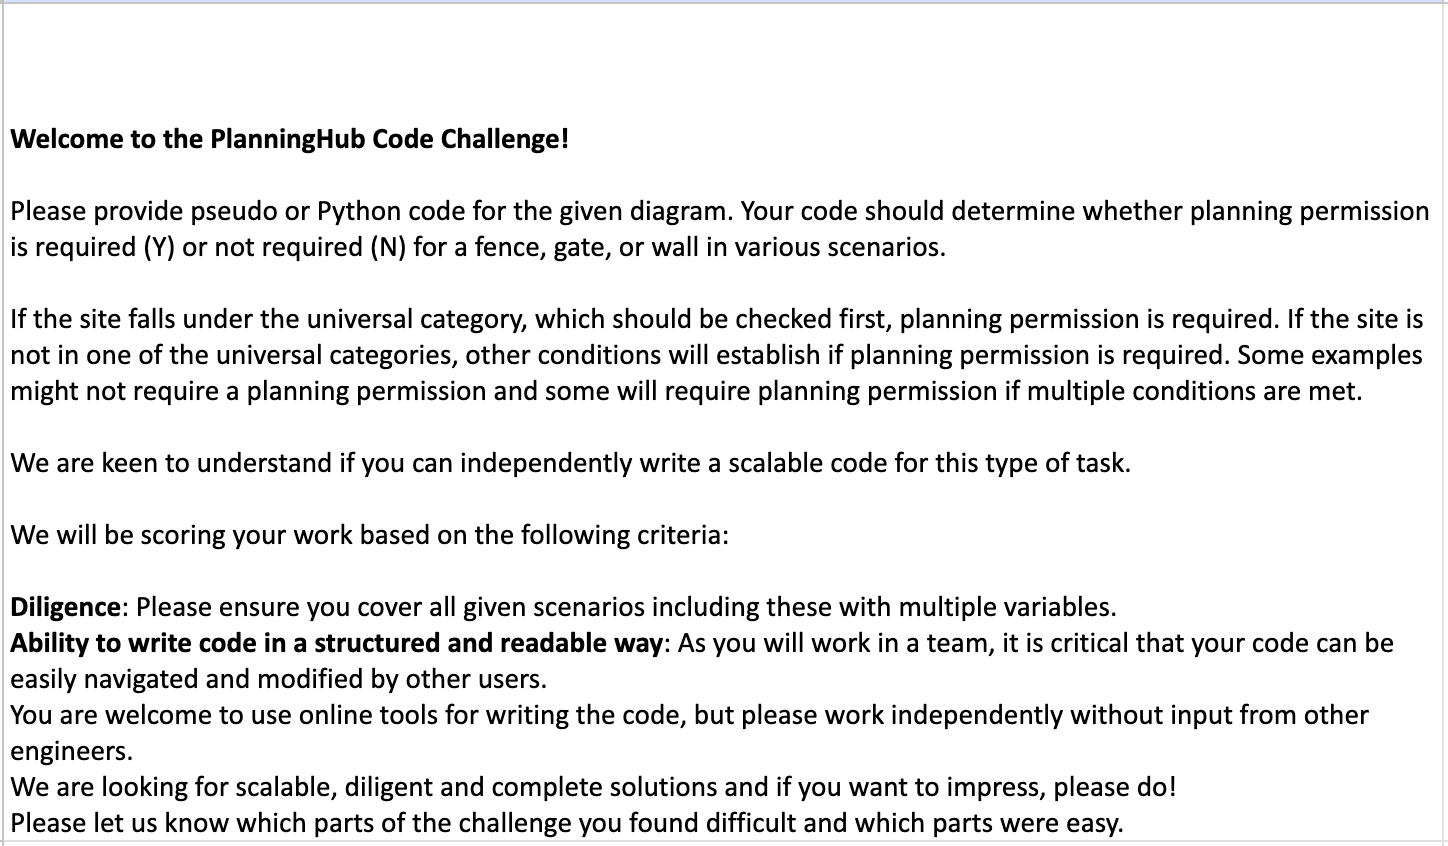 Welcome to the PlanningHub Code Challenge!
Please provide pseudo or Python code for the given diagram. Your code should determine whether planning permission
is required (Y) or not required (N) for a fence, gate, or wall in various scenarios.
If the site falls under the universal category, which should be checked first, planning permission is required. If the site is
not in one of the universal categories, other conditions will establish if planning permission is required. Some examples
might not require a planning permission and some will require planning permission if multiple conditions are met.
We are keen to understand if you can independently write a scalable code for this type of task.
We will be scoring your work based on the following criteria:
Diligence: Please ensure you cover all given scenarios including these with multiple variables.
Ability to write code in a structured and readable way: As you will work in a team, it is critical that your code can be
easily navigated and modified by other users.
You are welcome to use online tools for writing the code, but please work independently without input from other
engineers.
We are looking for scalable, diligent and complete solutions and if you want to impress, please do!
Please let us know which parts of the challenge you found difficult and which parts were easy.